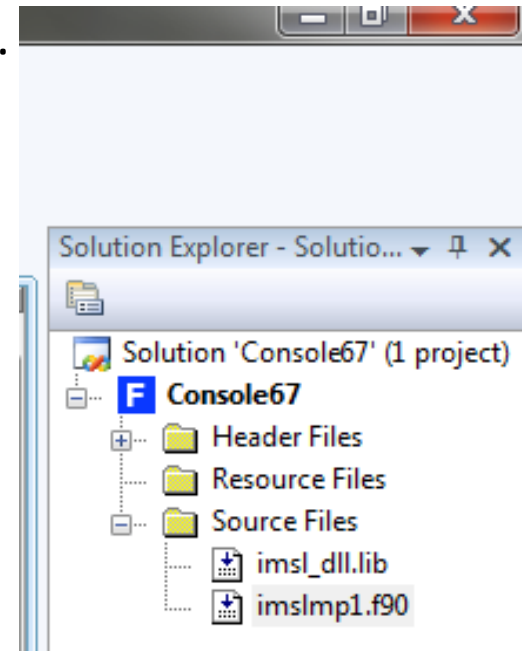 .
Solution Explorer - Solutio...
Solution 'Console67' (1 project)
F Console67
Header Files
Resource Files
Source Files
imsl_dll.lib
imslmp1.f90